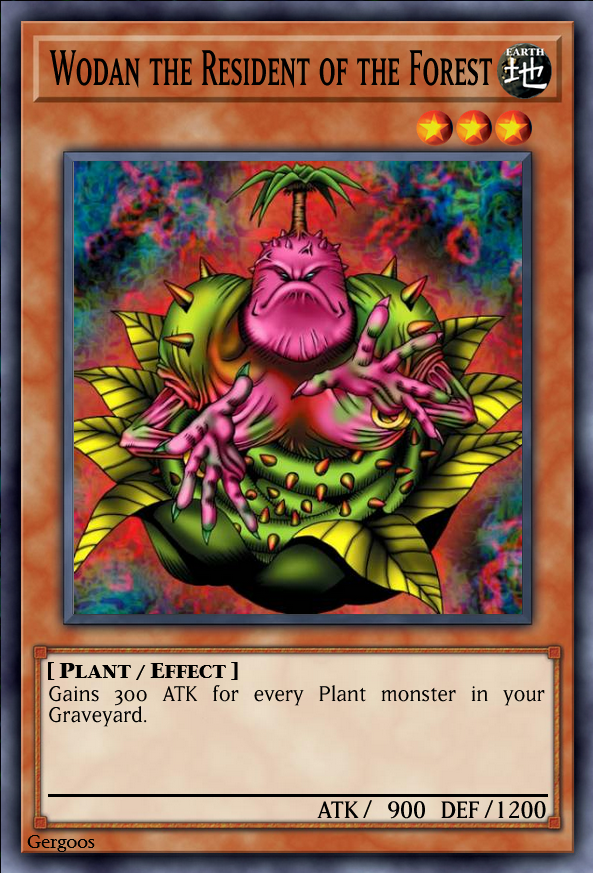 Wodan the Resident of the Forest
EARTH
地
[ Plant / Effect ]
Gains 300 ATK for every Plant monster in your
Graveyard.
ATK / 900 DEF /1200
Gergoos